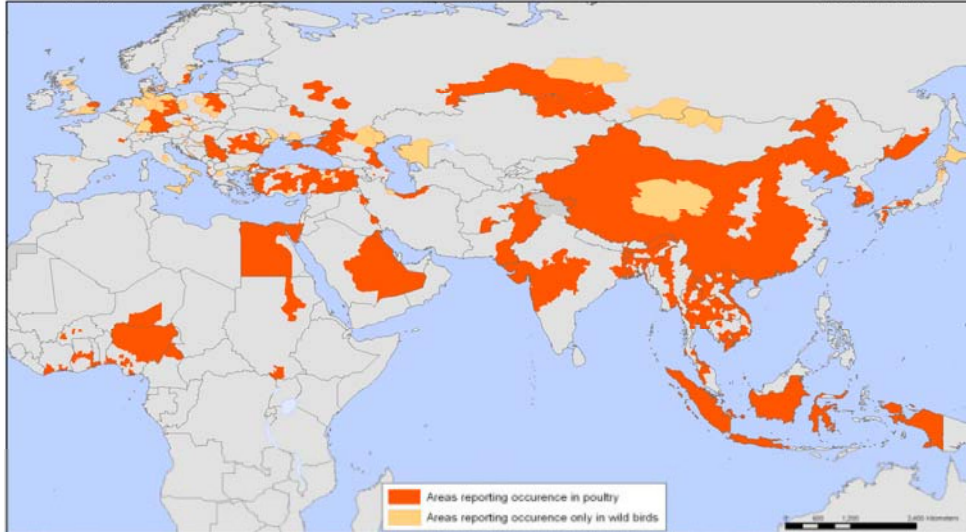 Areas reporting occurence in poultry
Areas reporting occurence only in wild birds